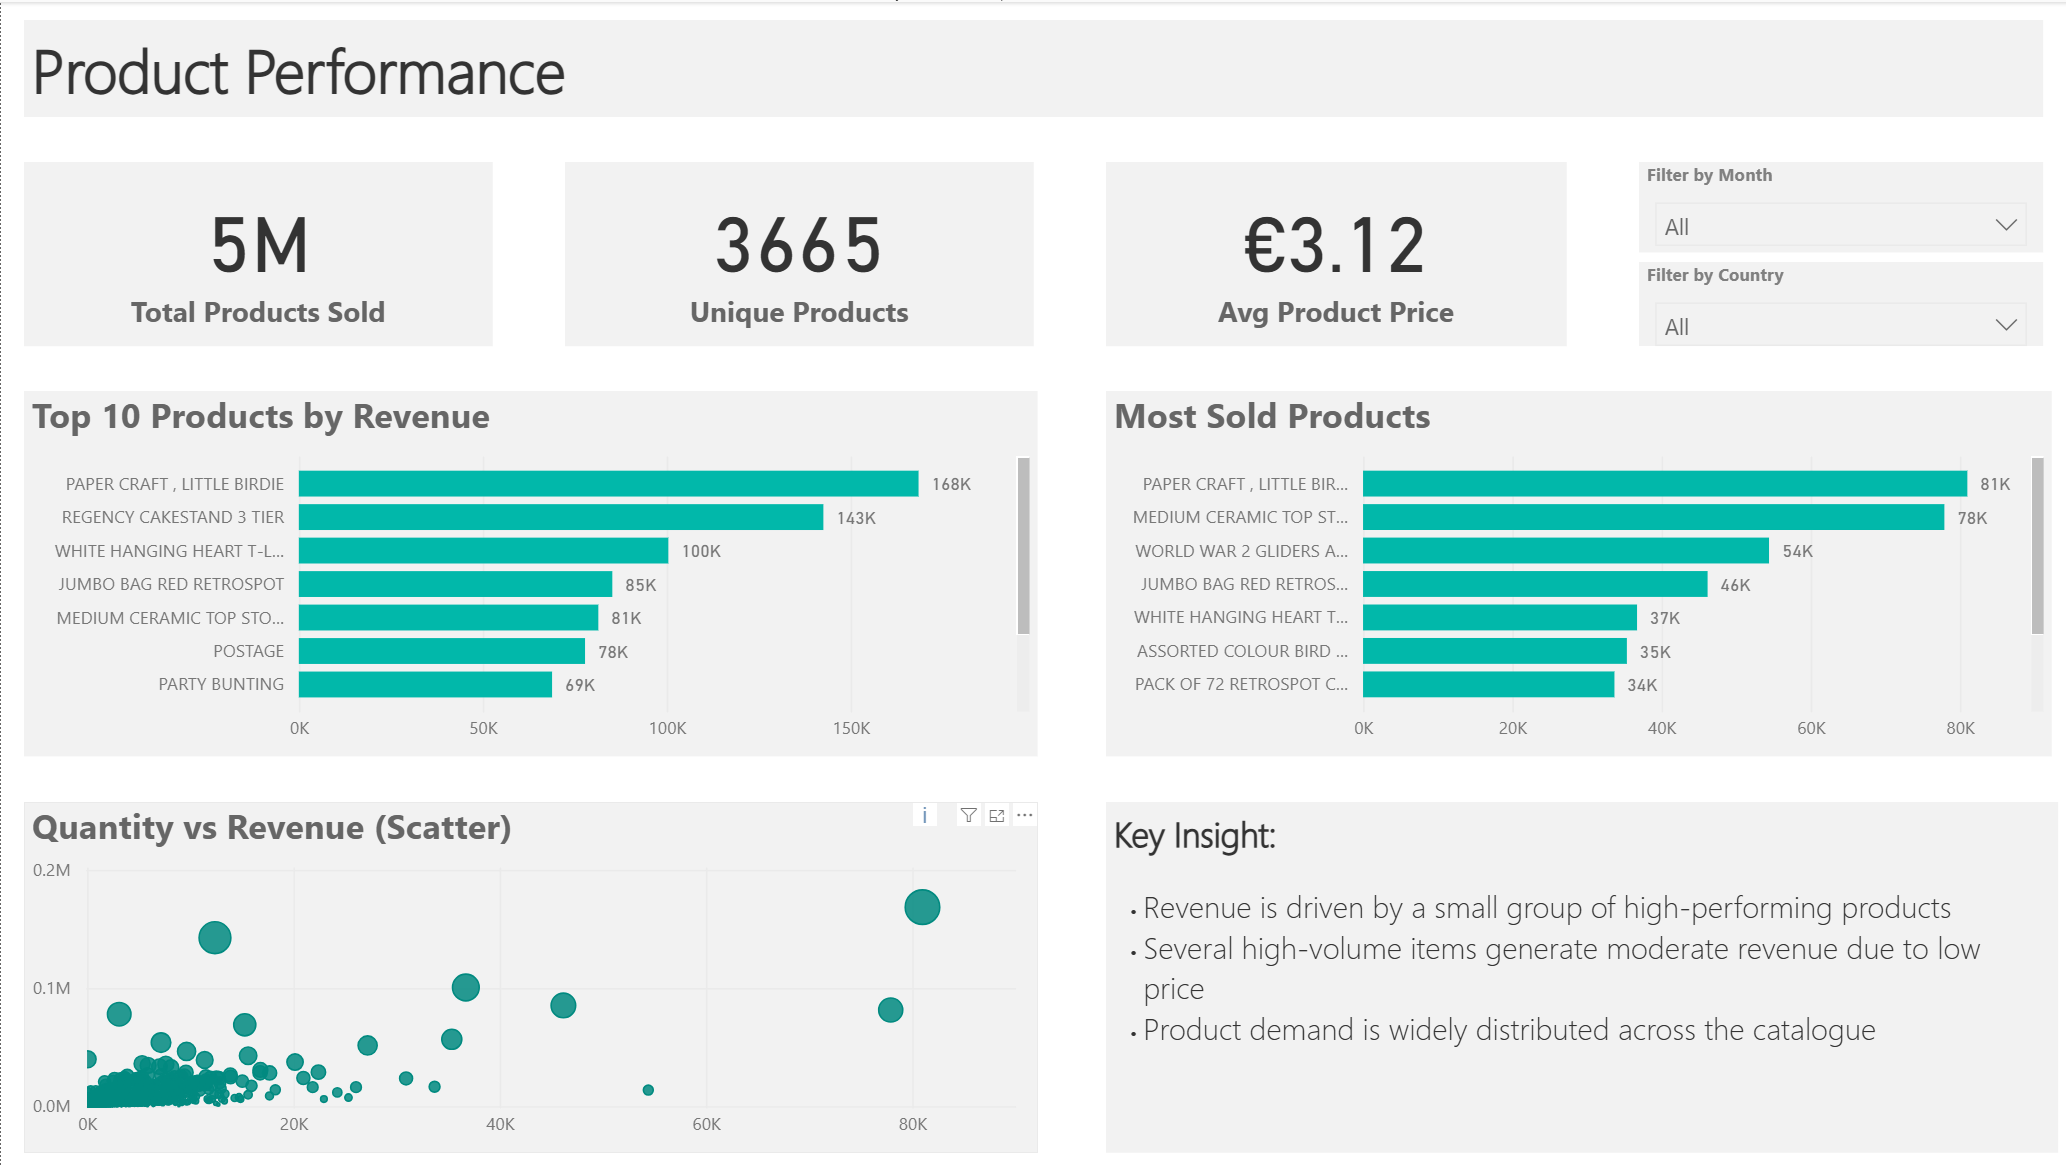 Product Performance
5M
Total Products Sold
3665
Unique Products
€3.12
Avg Product Price
Filter by Month
All
Filter by Country
All
Top 10 Products by Revenue
PAPER CRAFT , LITTLE BIRDIE 168K
REGENCY CAKESTAND 3 TIER 143K
WHITE HANGING HEART T-L... 100K
JUMBO BAG RED RETROSPOT 85K
MEDIUM CERAMIC TOP STO... 81K
POSTAGE 78K
PARTY BUNTING 69K
0K 50K 100K 150K
Most Sold Products
PAPER CRAFT , LITTLE BIR... 81K
MEDIUM CERAMIC TOP ST... 78K
WORLD WAR 2 GLIDERS A... 54K
JUMBO BAG RED RETROS... 46K
WHITE HANGING HEART T... 37K
ASSORTED COLOUR BIRD ... 35K
PACK OF 72 RETROSPOT C... 34K
0K 20K 40K 60K 80K
Quantity vs Revenue (Scatter)
0.2M
0.1M
0.0M
0K 20K 40K 60K 80K
Key Insight:
• Revenue is driven by a small group of high-performing products
• Several high-volume items generate moderate revenue due to low
price
• Product demand is widely distributed across the catalogue